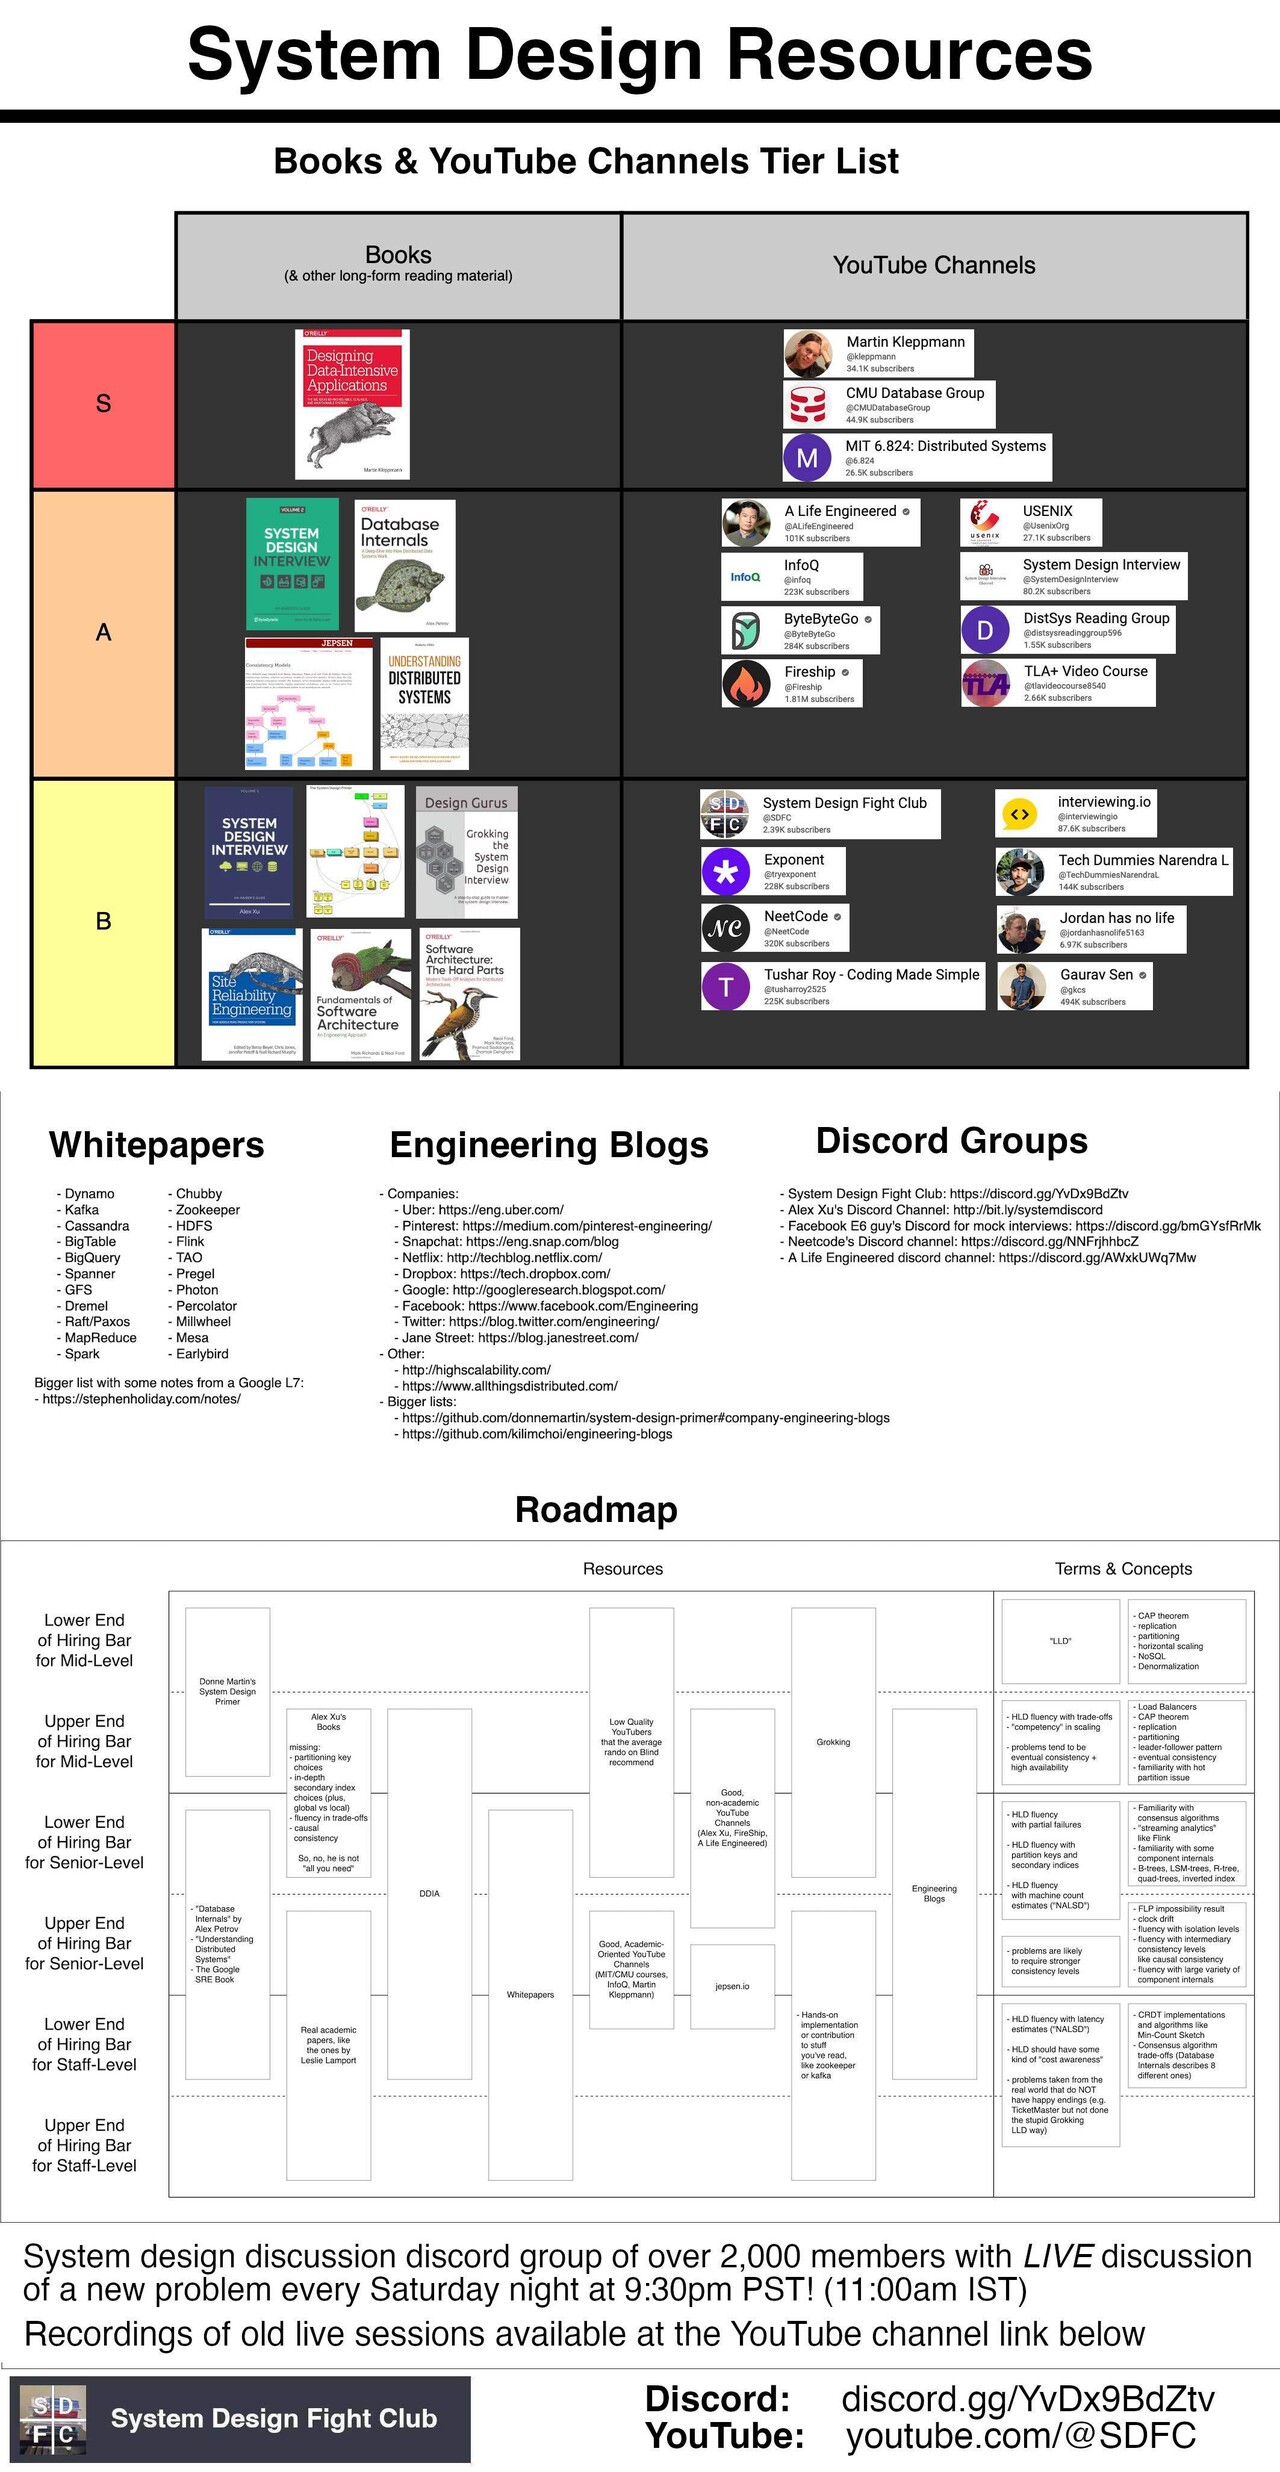 System Design Resources
Books & YouTube Channels Tier List
Books
(& other long-form reading material)
YouTube Channels
S
O'REILLY
Designing
Data-Intensive
Applications
Martin Kleppmann
Martin Kleppmann
@kleppmann
34.1K subscribers
CMU Database Group
@CMUDatabaseGroup
44.9K subscribers
M
MIT 6.824: Distributed Systems
@6.824
26.5K subscribers
A
VOLUME 2
SYSTEM
DESIGN
INTERVIEW
O'REILLY
Database
Internals
Alex Petrov
JEPSEN
Consistency Models
UNDERSTANDING
DISTRIBUTED
SYSTEMS
A Life Engineered
@ALifeEngineered
101K subscribers
InfoQ
InfoQ
@infoq
223K subscribers
ByteByteGo
@ByteByteGo
284K subscribers
Fireship
@Fireship
1.81M subscribers
usenix
USENIX
@UsenixOrg
27.1K subscribers
System Design Interview
@SystemDesignInterview
80.2K subscribers
D
DistSys Reading Group
@distsysreadinggroup596
1.55K subscribers
TLA
TLA+ Video Course
@tlavideocourse8540
2.66K subscribers
B
VOLUME 1
SYSTEM
DESIGN
INTERVIEW
Alex Xu
The System Design Primer
Design Gurus
Grokking
the
System
Design
Interview
O'REILLY
Site
Reliability
Engineering
O'REILLY
Fundamentals of
Software
Architecture
An Engineering Approach
Mark Richards & Neal Ford
O'REILLY
Software
Architecture:
The Hard Parts
Neal Ford,
Mark Richards,
Pramod Sadalage &
Zhamak Dehghani
SD
FC
System Design Fight Club
@SDFC
2.39K subscribers
Exponent
@tryexponent
228K subscribers
NC
NeetCode
@NeetCode
320K subscribers
T
Tushar Roy - Coding Made Simple
@tusharroy2525
225K subscribers
interviewing.io
@interviewingio
87.6K subscribers
Tech Dummies Narendra L
@TechDummiesNarendraL
144K subscribers
Jordan has no life
@jordanhasnolife5163
6.97K subscribers
Gaurav Sen
@gkcs
494K subscribers
Whitepapers
- Dynamo
- Kafka
- Cassandra
- BigTable
- BigQuery
- Spanner
- GFS
- Dremel
- Raft/Paxos
- MapReduce
- Spark
- Chubby
- Zookeeper
- HDFS
- Flink
- TAO
- Pregel
- Photon
- Percolator
- Millwheel
- Mesa
- Earlybird
Bigger list with some notes from a Google L7:
- https://stephenholiday.com/notes/
Engineering Blogs
- Companies:
- Uber: https://eng.uber.com/
- Pinterest: https://medium.com/pinterest-engineering/
- Snapchat: https://eng.snap.com/blog
- Netflix: http://techblog.netflix.com/
- Dropbox: https://tech.dropbox.com/
- Google: http://googleresearch.blogspot.com/
- Facebook: https://www.facebook.com/Engineering
- Twitter: https://blog.twitter.com/engineering/
- Jane Street: https://blog.janestreet.com/
- Other:
- http://highscalability.com/
- https://www.allthingsdistributed.com/
- Bigger lists:
- https://github.com/donnemartin/system-design-primer#company-engineering-blogs
- https://github.com/kilimchoi/engineering-blogs
Discord Groups
- System Design Fight Club: https://discord.gg/YvDx9BdZtv
- Alex Xu's Discord Channel: http://bit.ly/systemdiscord
- Facebook E6 guy's Discord for mock interviews: https://discord.gg/bmGYsfRrMk
- Neetcode's Discord channel: https://discord.gg/NNFrjhhbcZ
- A Life Engineered discord channel: https://discord.gg/AWxkUWq7Mw
Roadmap
Resources
Terms & Concepts
Lower End
of Hiring Bar
for Mid-Level
Upper End
of Hiring Bar
for Mid-Level
Lower End
of Hiring Bar
for Senior-Level
Upper End
of Hiring Bar
for Senior-Level
Lower End
of Hiring Bar
for Staff-Level
Upper End
of Hiring Bar
for Staff-Level
Donne Martin's
System Design
Primer
Alex Xu's
Books
missing:
- partitioning key
choices
- in-depth
secondary index
choices (plus,
global vs local)
- fluency in trade-offs
- causal
consistency
So, no, he is not
"all you need"
DDIA
Low Quality
YouTubers
that the average
rando on Blind
recommend
Good,
non-academic
YouTube
Channels
(Alex Xu, FireShip,
A Life Engineered)
Grokking
Engineering
Blogs
- "Database
Internals" by
Alex Petrov
- "Understanding
Distributed
Systems"
- The Google
SRE Book
Real academic
papers, like
the ones by
Leslie Lamport
Whitepapers
Good, Academic-
Oriented YouTube
Channels
(MIT/CMU courses,
InfoQ, Martin
Kleppmann)
jepsen.io
- Hands-on
implementation
or contribution
to stuff
you've read,
like zookeeper
or kafka
"LLD"
- CAP theorem
- replication
- partitioning
- horizontal scaling
- NoSQL
- Denormalization
- HLD fluency with trade-offs
- "competency" in scaling
- problems tend to be
eventual consistency +
high availability
- Load Balancers
- CAP theorem
- replication
- partitioning
- leader-follower pattern
- eventual consistency
- familiarity with hot
partition issue
- HLD fluency
with partial failures
- HLD fluency with
partition keys and
secondary indices
- HLD fluency
with machine count
estimates ("NALSD")
- Familiarity with
consensus algorithms
- "streaming analytics"
like Flink
- familiarity with some
component internals
- B-trees, LSM-trees, R-tree,
quad-trees, inverted index
- problems are likely
to require stronger
consistency levels
- FLP impossibility result
- clock drift
- fluency with isolation levels
- fluency with intermediary
consistency levels
like causal consistency
- fluency with large variety of
component internals
- HLD fluency with latency
estimates ("NALSD")
- HLD should have some
kind of "cost awareness"
- problems taken from the
real world that do NOT
have happy endings (e.g.
TicketMaster but not done
the stupid Grokking
LLD way)
- CRDT implementations
and algorithms like
Min-Count Sketch
- Consensus algorithm
trade-offs (Database
Internals describes 8
different ones)
System design discussion discord group of over 2,000 members with LIVE discussion
of a new problem every Saturday night at 9:30pm PST! (11:00am IST)
Recordings of old live sessions available at the YouTube channel link below
SD
FC
System Design Fight Club
Discord: discord.gg/YvDx9BdZtv
YouTube: youtube.com/@SDFC